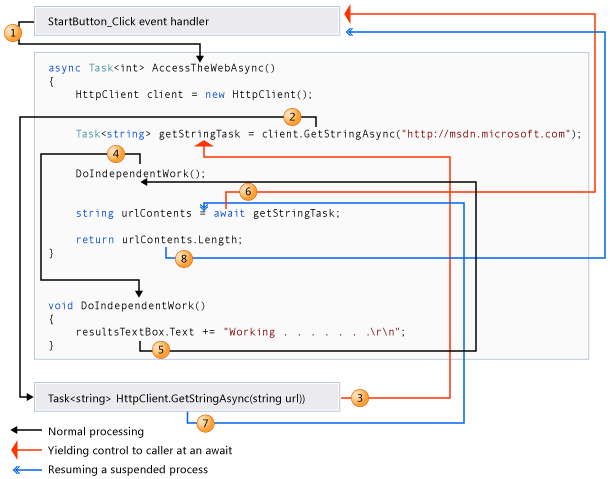 StartButton_Click event handler
1
async Task<int> AccessTheWebAsync()
{
HttpClient client = new HttpClient();
2
Task<string> getStringTask = client.GetStringAsync("http://msdn.microsoft.com");
4
DoIndependentWork();
6
string urlContents = await getStringTask;
return urlContents.Length;
8
}
void DoIndependentWork()
{
resultsTextBox.Text += "Working . . . . . . .\r\n";
5
}
Task<string> HttpClient.GetStringAsync(string url))
3
7
Normal processing
Yielding control to caller at an await
Resuming a suspended process